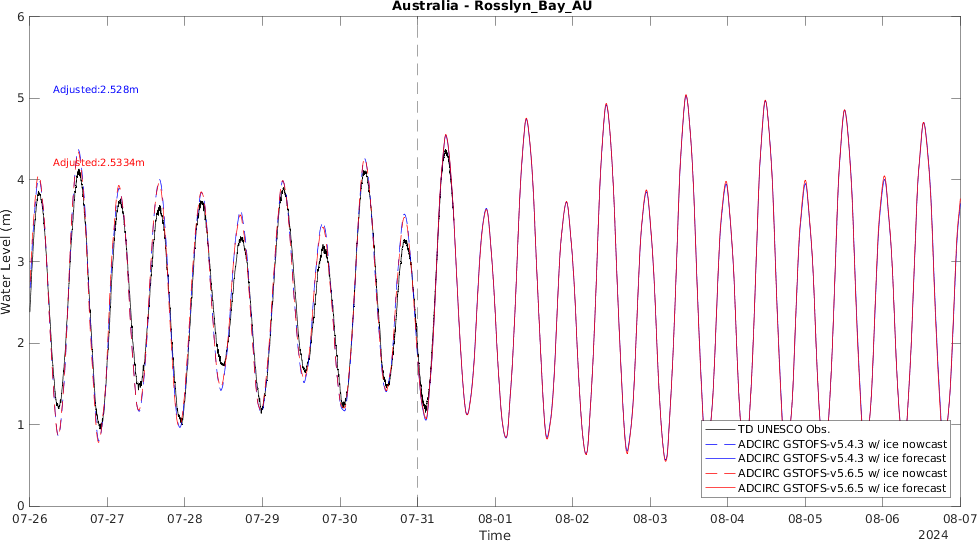 Australia - Rosslyn_Bay_AU
6
5
4
3
2
1
0
Water Level (m)
Adjusted:2.528m
Adjusted:2.5334m
TD UNESCO Obs.
ADCIRC GSTOFS-v5.4.3 w/ ice nowcast
ADCIRC GSTOFS-v5.4.3 w/ ice forecast
ADCIRC GSTOFS-v5.6.5 w/ ice nowcast
ADCIRC GSTOFS-v5.6.5 w/ ice forecast
07-26 07-27 07-28 07-29 07-30 07-31 08-01 08-02 08-03 08-04 08-05 08-06 08-07
Time
2024